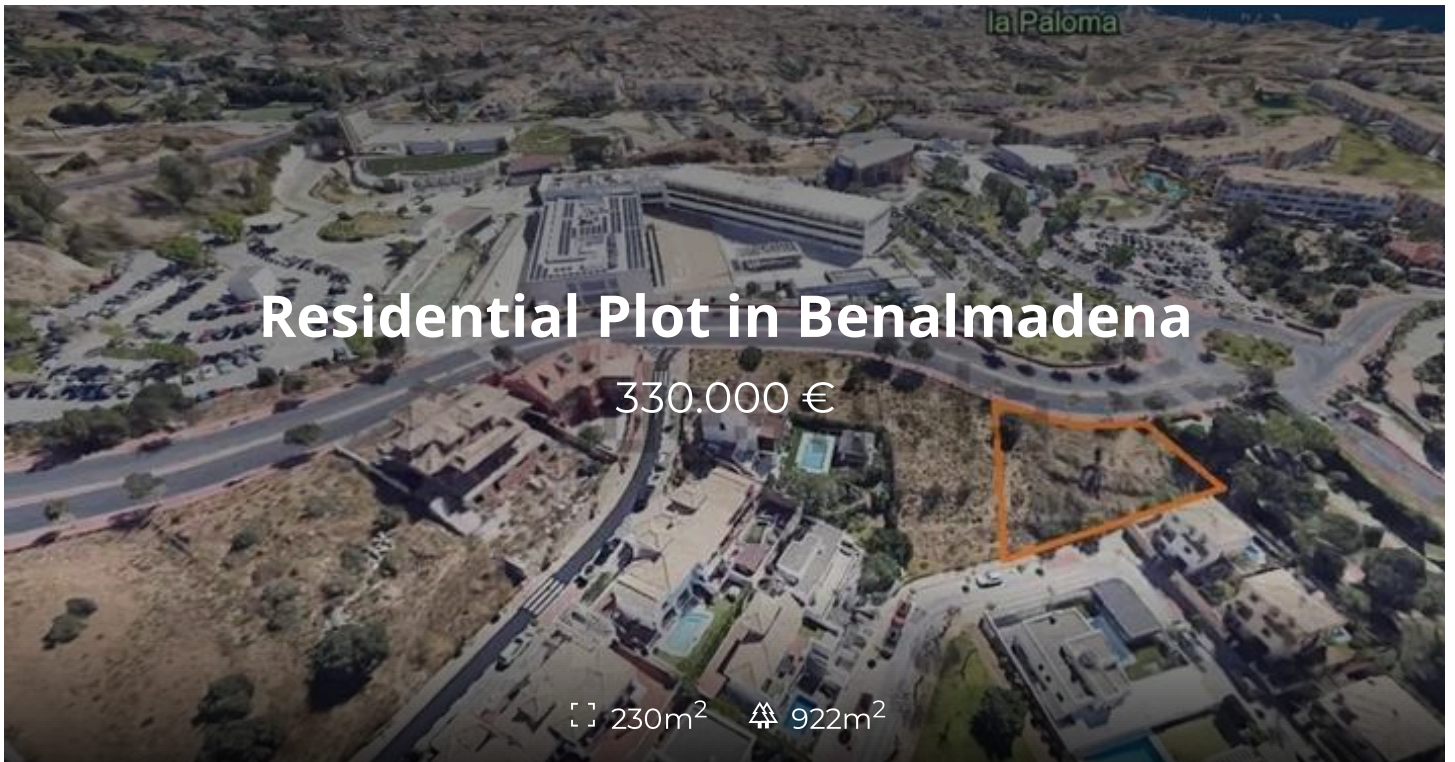 la Paloma
Residential Plot in Benalmadena
330.000 €
230m² 922m²